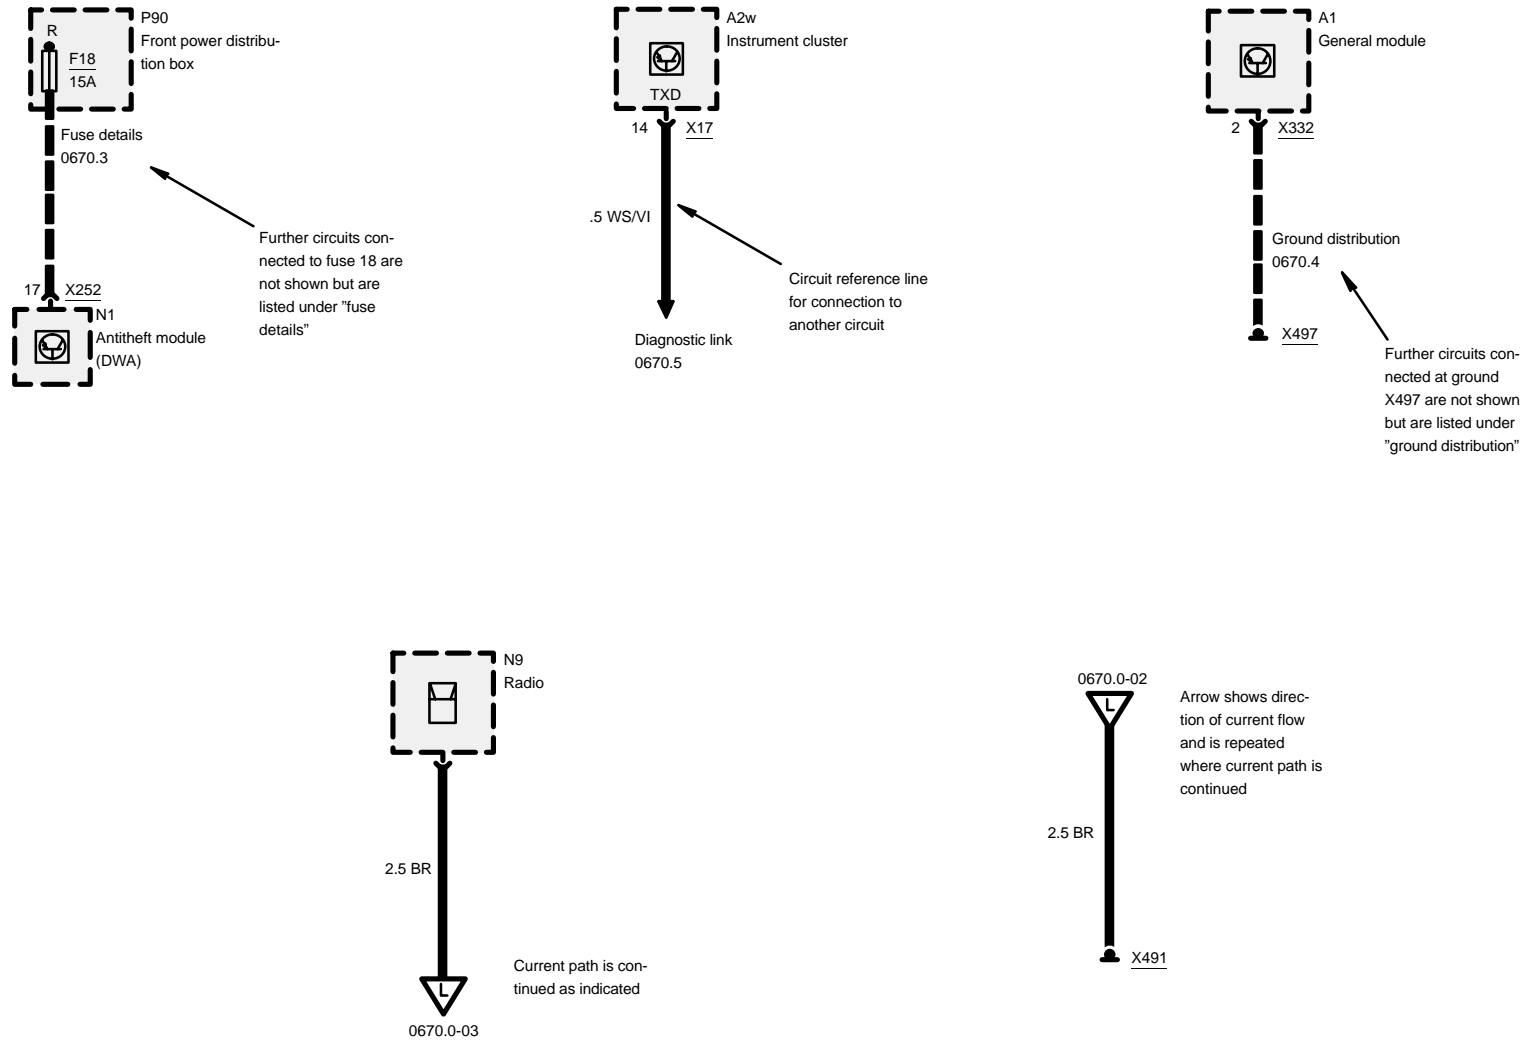 P90
Front power distribu-
tion box
R
F18
15A
Fuse details
0670.3
Further circuits con-
nected to fuse 18 are
not shown but are
listed under ”fuse
details”
17
X252
N1
Antitheft module
(DWA)
A2w
Instrument cluster
TXD
14
X17
.5 WS/VI
Circuit reference line
for connection to
another circuit
Diagnostic link
0670.5
A1
General module
2
X332
Ground distribution
0670.4
X497
Further circuits con-
nected at ground
X497 are not shown
but are listed under
”ground distribution”
N9
Radio
2.5 BR
L
0670.0-03
Current path is con-
tinued as indicated
0670.0-02
L
2.5 BR
X491
Arrow shows direc-
tion of current flow
and is repeated
where current path is
continued